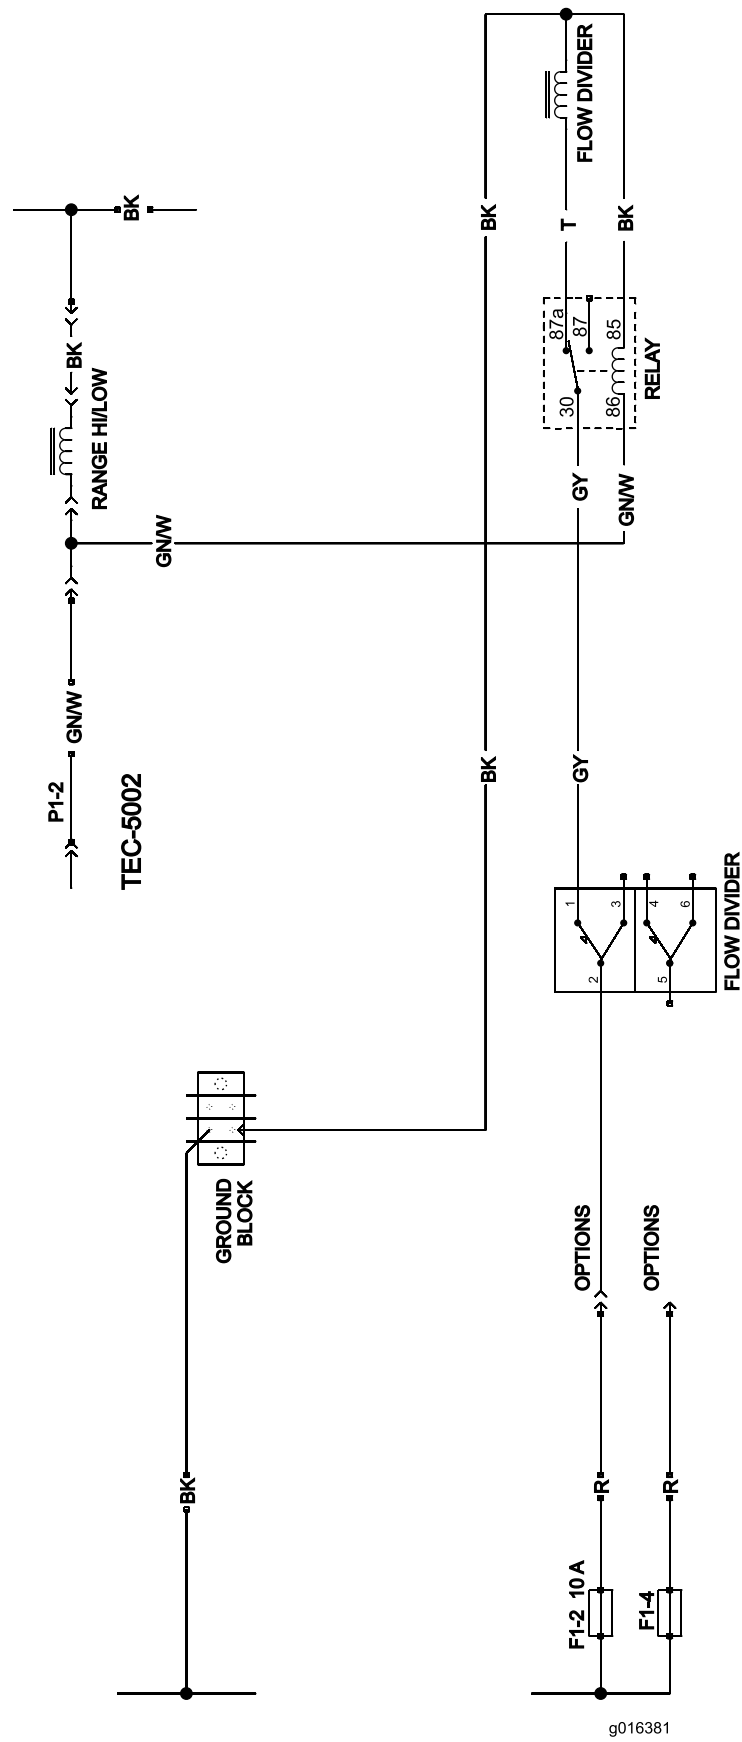 FLOW DIVIDER
BK
BK
T
BK
BK
87a
87
85
RELAY
30
86
RANGE HI/LOW
GY
GN/W
GN/W
GN/W
P1-2
TEC-5002
BK
GY
1
3
4
6
2
5
FLOW DIVIDER
GROUND
BLOCK
OPTIONS
OPTIONS
BK
R
R
F1-2 10 A
F1-4
g016381